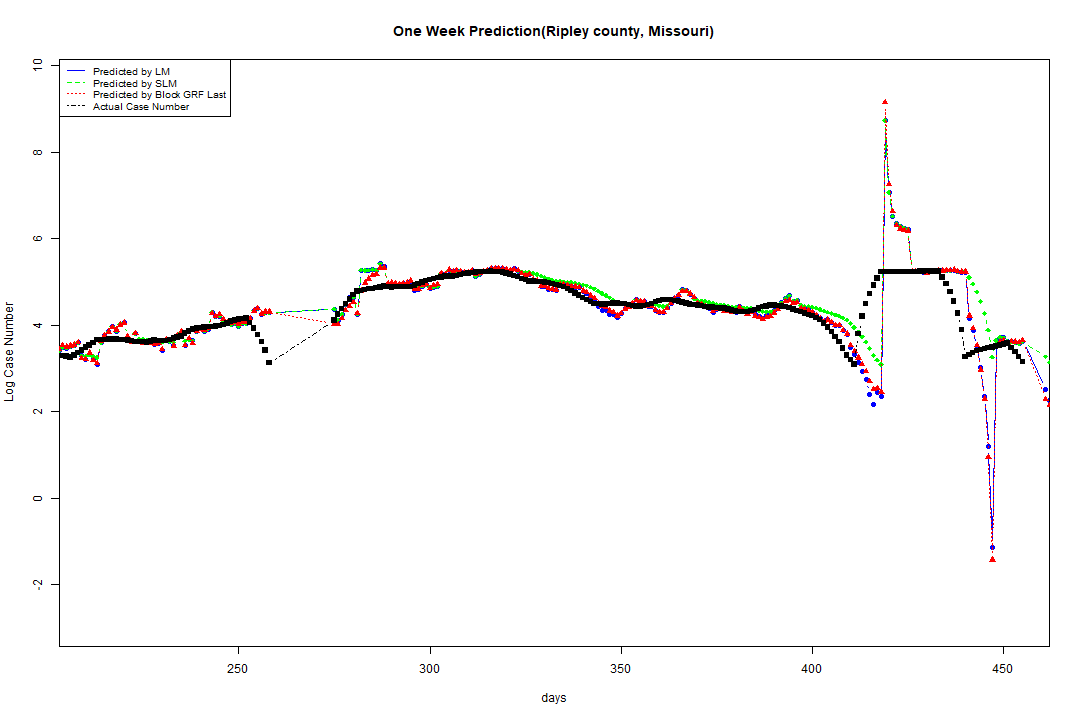 One Week Prediction(Ripley county, Missouri)
Predicted by LM
Predicted by SLM
Predicted by Block GRF Last
Actual Case Number
Log Case Number
10
8
6
4
2
0
-2
250
300
350
400
450
days